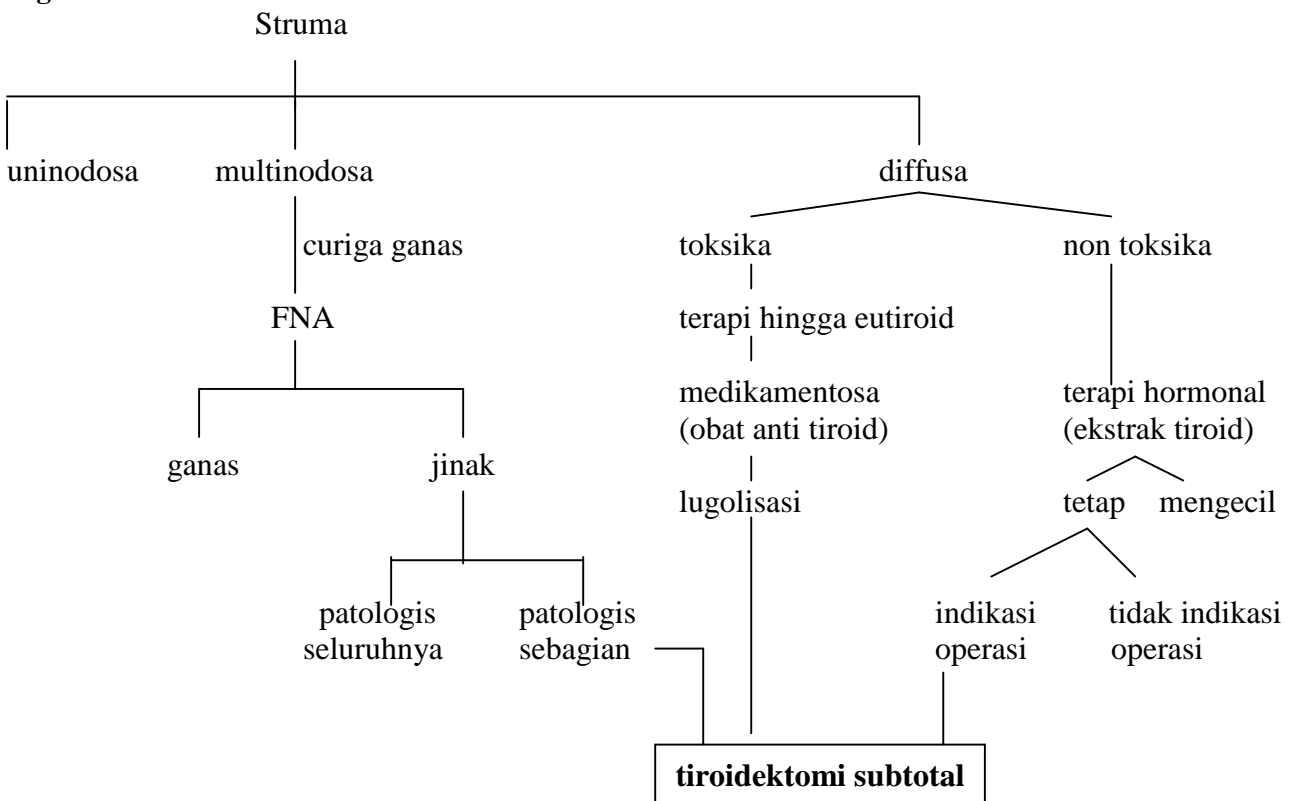 Struma
uninodosa multinodosa diffusa
curiga ganas toksika non toksika
FNA terapi hingga eutiroid
medikamentosa terapi hormonal
(obat anti tiroid) (ekstrak tiroid)
ganas jinak
lugolisasi tetap mengecil
patologis patologis indikasi tidak indikasi
seluruhnya sebagian operasi operasi
tiroidektomi subtotal